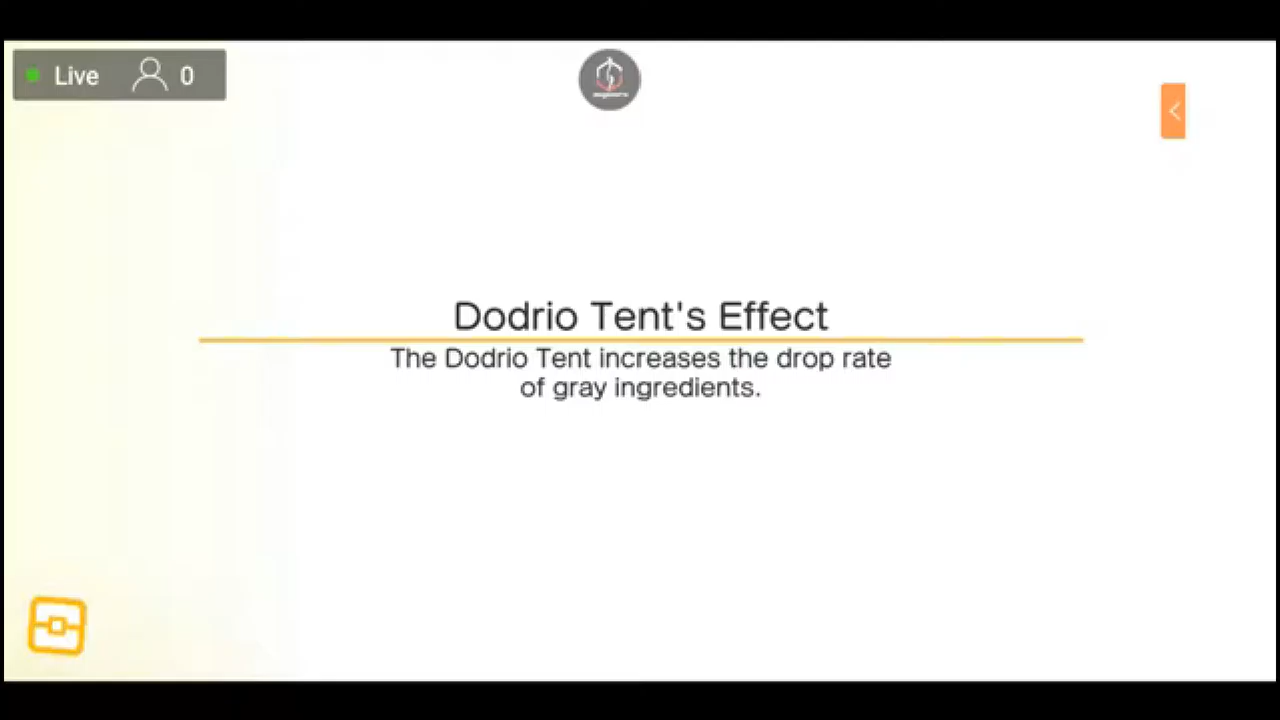 Live 0
Dodrio Tent's Effect
The Dodrio Tent increases the drop rate
of gray ingredients.